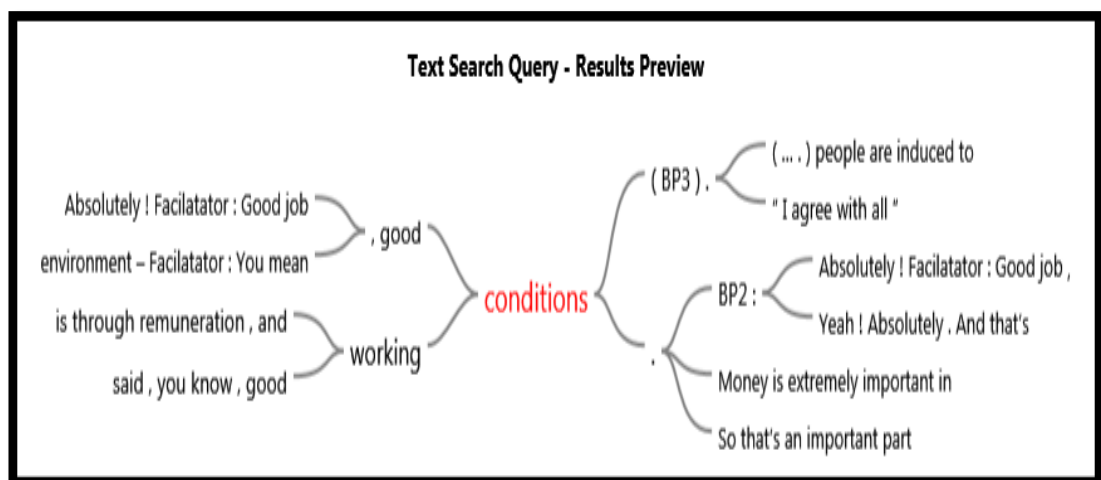 Text Search Query - Results Preview
Absolutely ! Facilatator : Good job
environment – Facilatator : You mean
, good
is through remuneration , and
said , you know , good
working
conditions
( BP3 ) .
( ... . ) people are induced to
" I agree with all "
.
BP2 :
Absolutely ! Facilatator : Good job ,
Yeah ! Absolutely . And that's
Money is extremely important in
So that's an important part